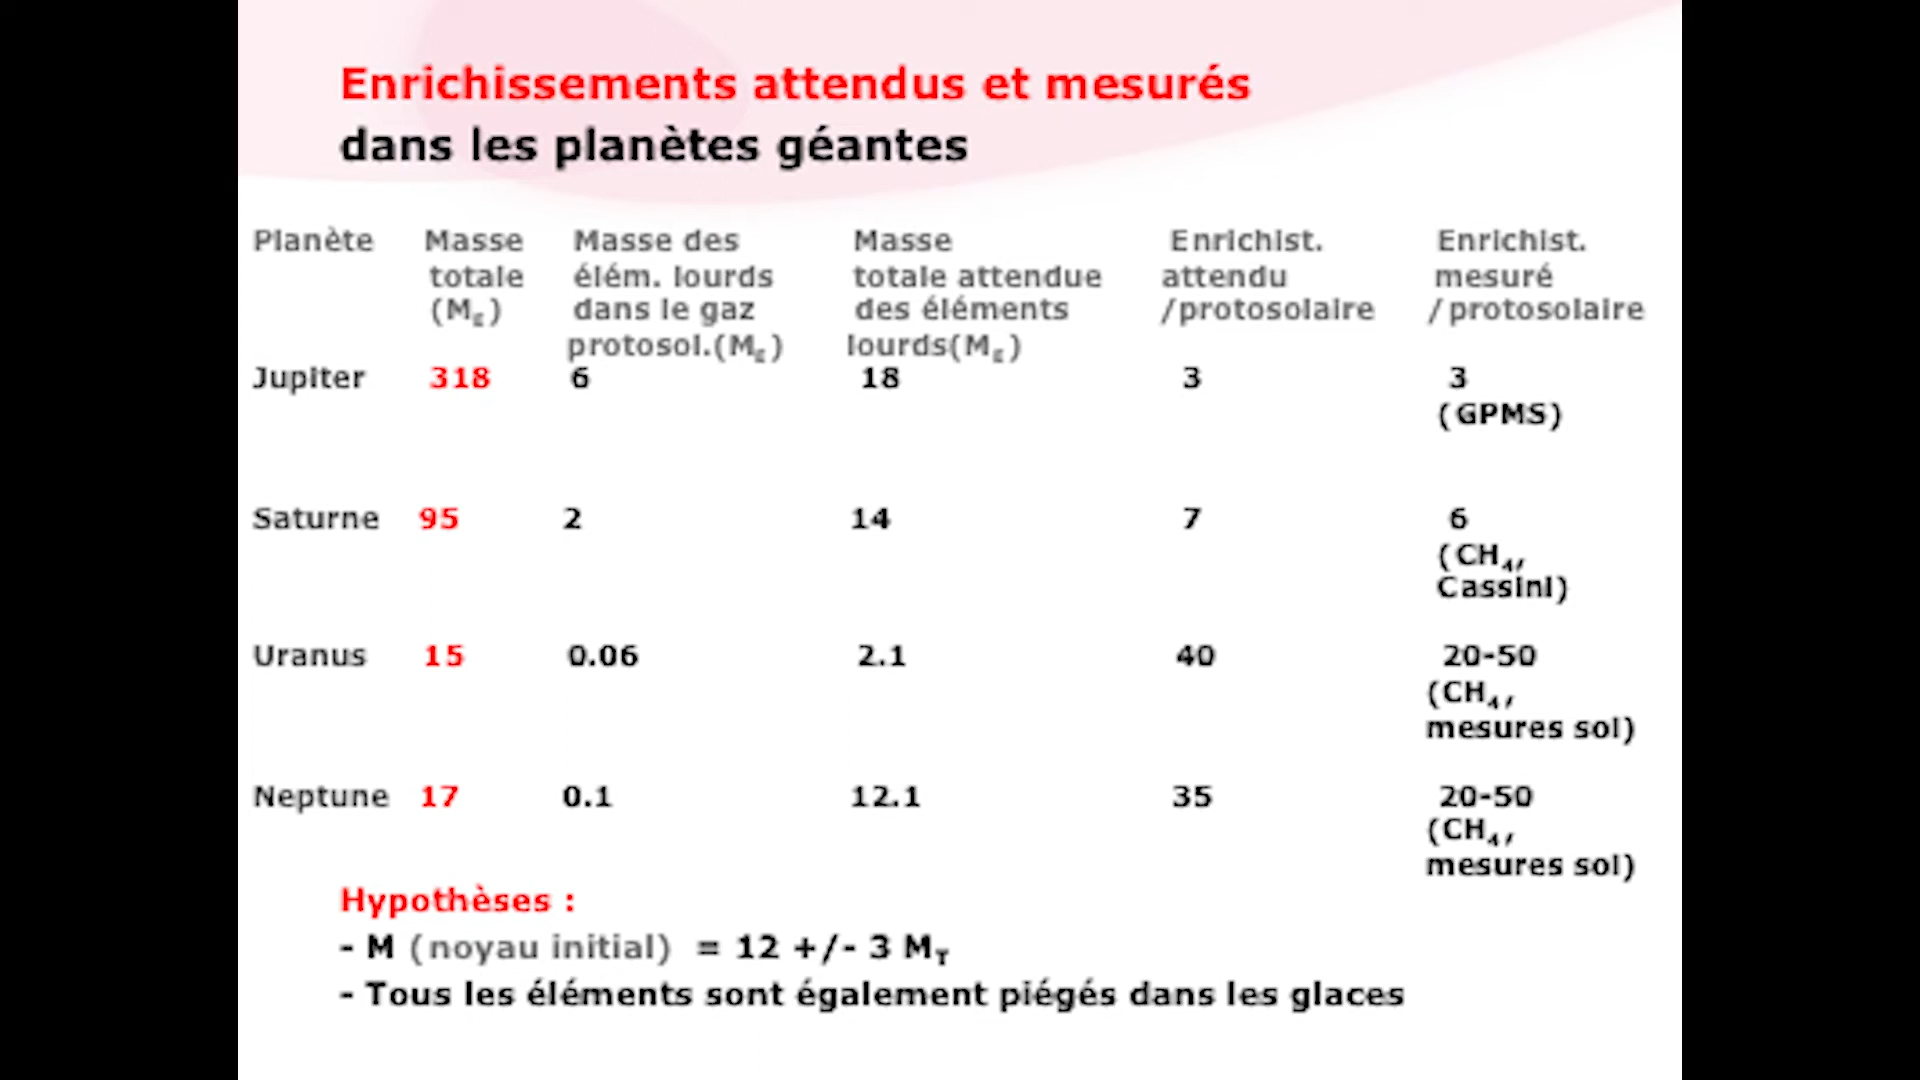 Enrichissements attendus et mesurés
dans les planètes géantes
Planète Masse Masse des Masse Enrichist. Enrichist.
totale élém. lourds totale attendue attendu mesuré
(ME) dans le gaz des éléments /protosolaire /protosolaire
protosol.(ME) lourds(ME)
Jupiter 318 6 18 3 3
(GPMS)
Saturne 95 2 14 7 6
(CH4,
Cassini)
Uranus 15 0.06 2.1 40 20-50
(CH4,
mesures sol)
Neptune 17 0.1 12.1 35 20-50
(CH4,
mesures sol)
Hypothèses :
- M (noyau initial) = 12 +/- 3 MT
- Tous les éléments sont également piégés dans les glaces